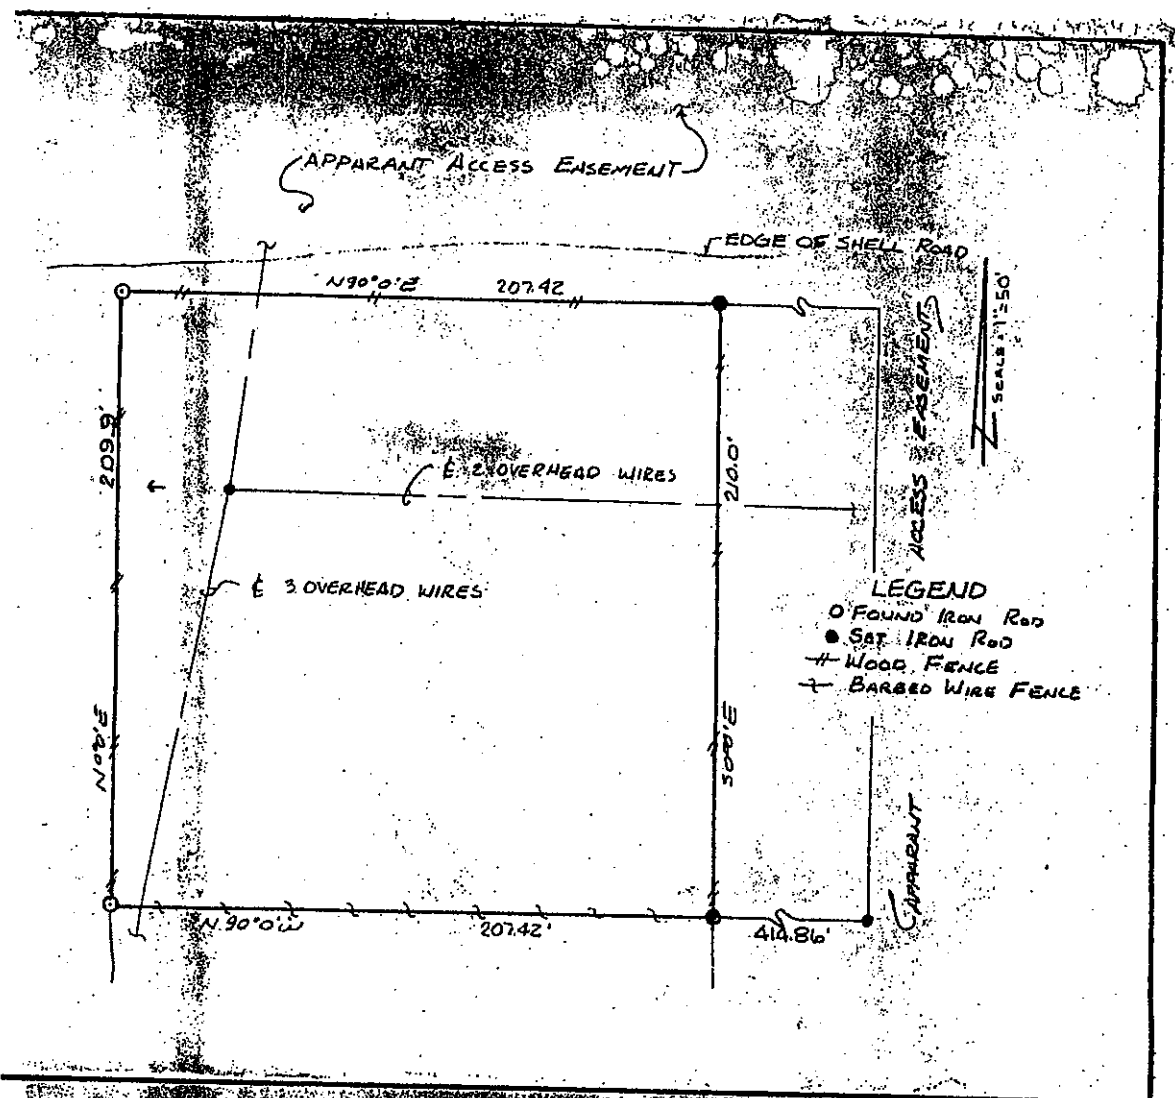 APPARANT ACCESS EASEMENT
EDGE OF SHELL ROAD
N90°0'E 207.42
SCALE: 1"=50'
ACCESS EASEMENT
209.9'
210.0'
℄ 2 OVERHEAD WIRES
℄ 3 OVERHEAD WIRES
LEGEND
FOUND IRON ROD
SET IRON ROD
WOOD FENCE
BARBED WIRE FENCE
N0°0'E
S0°0'E
APPARANT
N.90°0'W 207.42' 414.86'